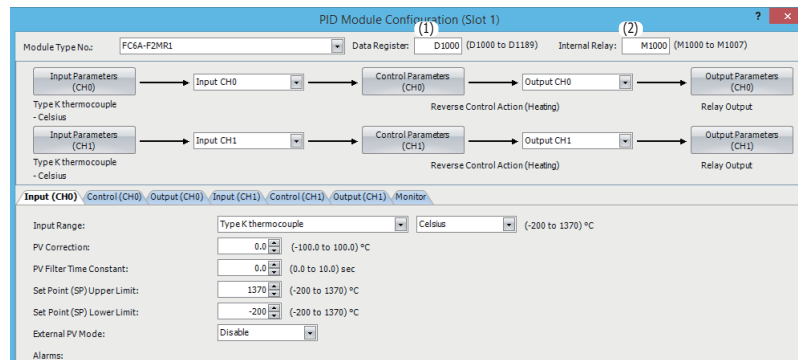 PID Module Configuration (Slot 1) ? x
(1) (2)
Module Type No.: FC6A-F2MR1 Data Register: D1000 (D1000 to D1189) Internal Relay: M1000 (M1000 to M1007)
Input Parameters (CH0) Input CH0 Control Parameters (CH0) Output CH0 Output Parameters (CH0)
Type K thermocouple Reverse Control Action (Heating) Relay Output
- Celsius
Input Parameters (CH1) Input CH1 Control Parameters (CH1) Output CH1 Output Parameters (CH1)
Type K thermocouple Reverse Control Action (Heating) Relay Output
- Celsius
Input (CH0) Control (CH0) Output (CH0) Input (CH1) Control (CH1) Output (CH1) Monitor
Input Range: Type K thermocouple Celsius (-200 to 1370) °C
PV Correction: 0.0 (-100.0 to 100.0) °C
PV Filter Time Constant: 0.0 (0.0 to 10.0) sec
Set Point (SP) Upper Limit: 1370 (-200 to 1370) °C
Set Point (SP) Lower Limit: -200 (-200 to 1370) °C
External PV Mode: Disable
Alarms: